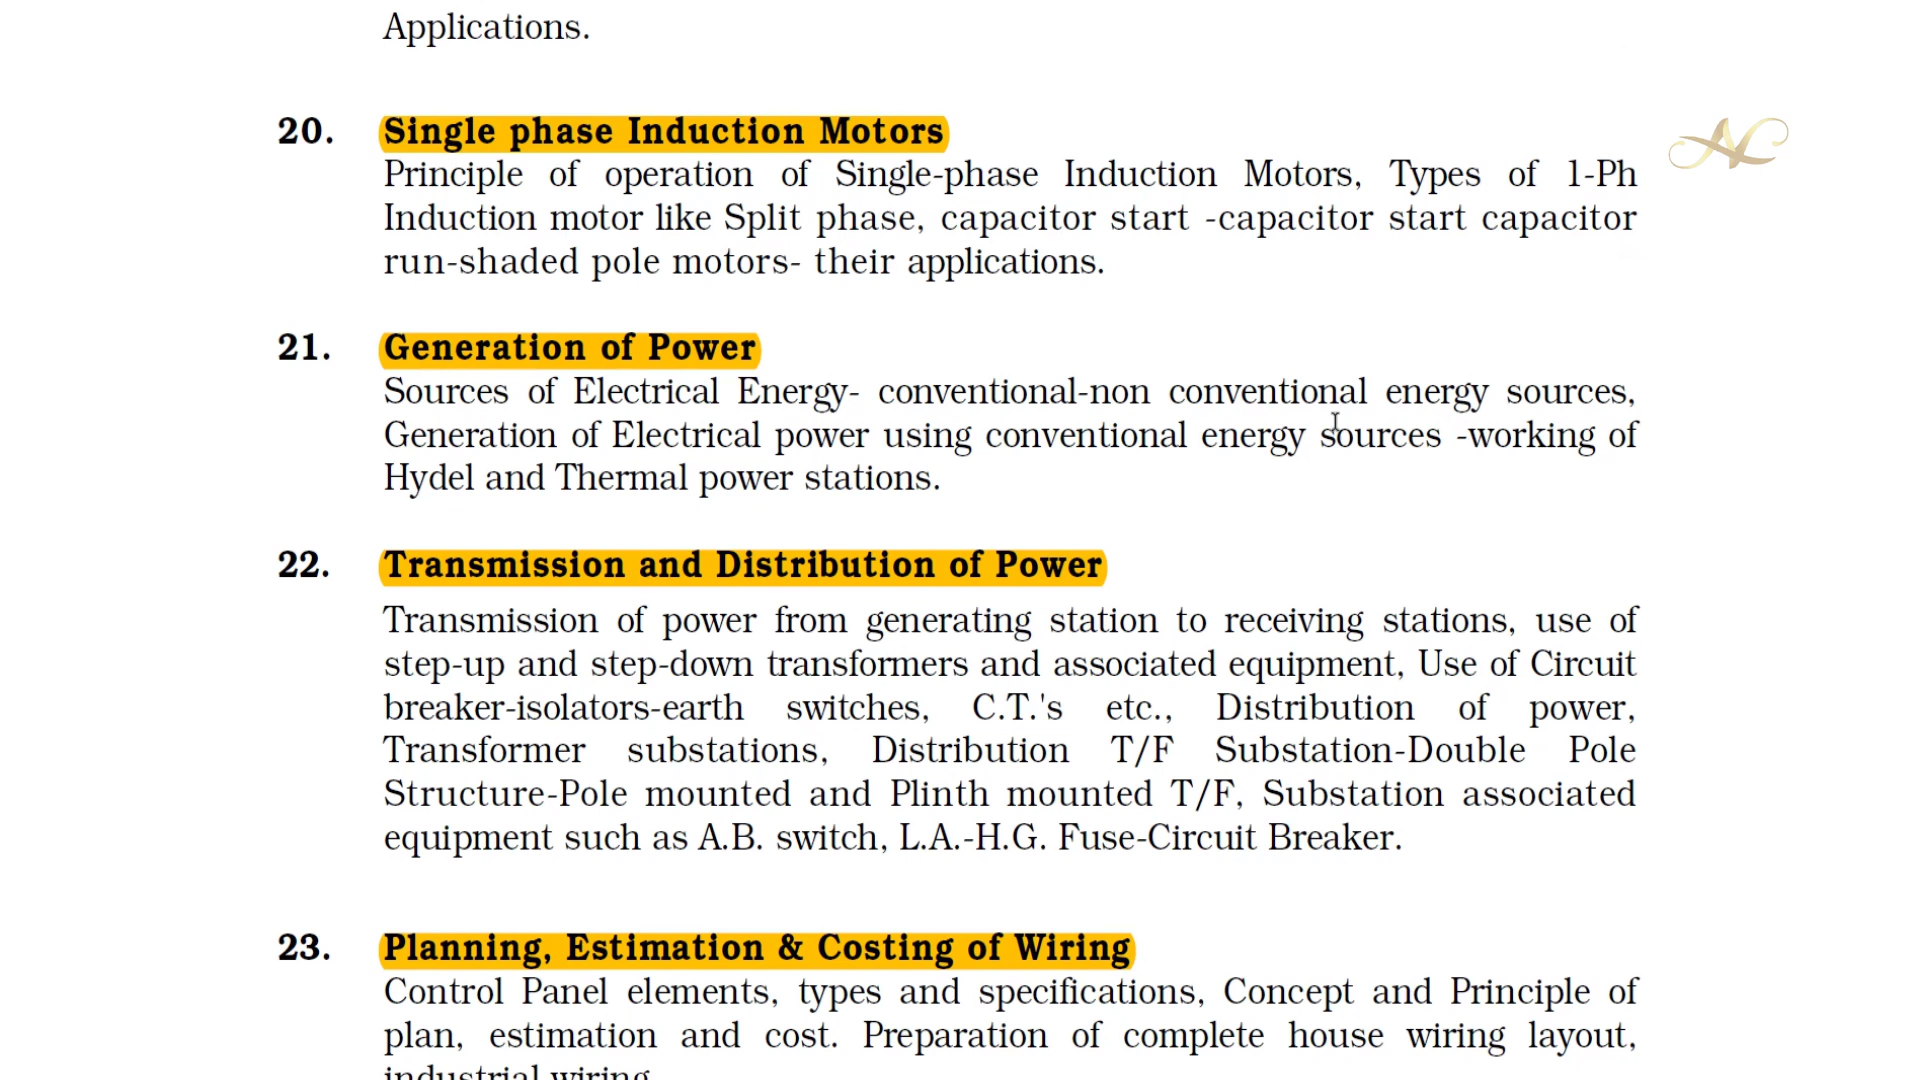 Applications.
20. Single phase Induction Motors
Principle of operation of Single-phase Induction Motors, Types of 1-Ph
Induction motor like Split phase, capacitor start -capacitor start capacitor
run-shaded pole motors- their applications.
21. Generation of Power
Sources of Electrical Energy- conventional-non conventional energy sources,
Generation of Electrical power using conventional energy sources -working of
Hydel and Thermal power stations.
22. Transmission and Distribution of Power
Transmission of power from generating station to receiving stations, use of
step-up and step-down transformers and associated equipment, Use of Circuit
breaker-isolators-earth switches, C.T.'s etc., Distribution of power,
Transformer substations, Distribution T/F Substation-Double Pole
Structure-Pole mounted and Plinth mounted T/F, Substation associated
equipment such as A.B. switch, L.A.-H.G. Fuse-Circuit Breaker.
23. Planning, Estimation & Costing of Wiring
Control Panel elements, types and specifications, Concept and Principle of
plan, estimation and cost. Preparation of complete house wiring layout,
industrial wiring